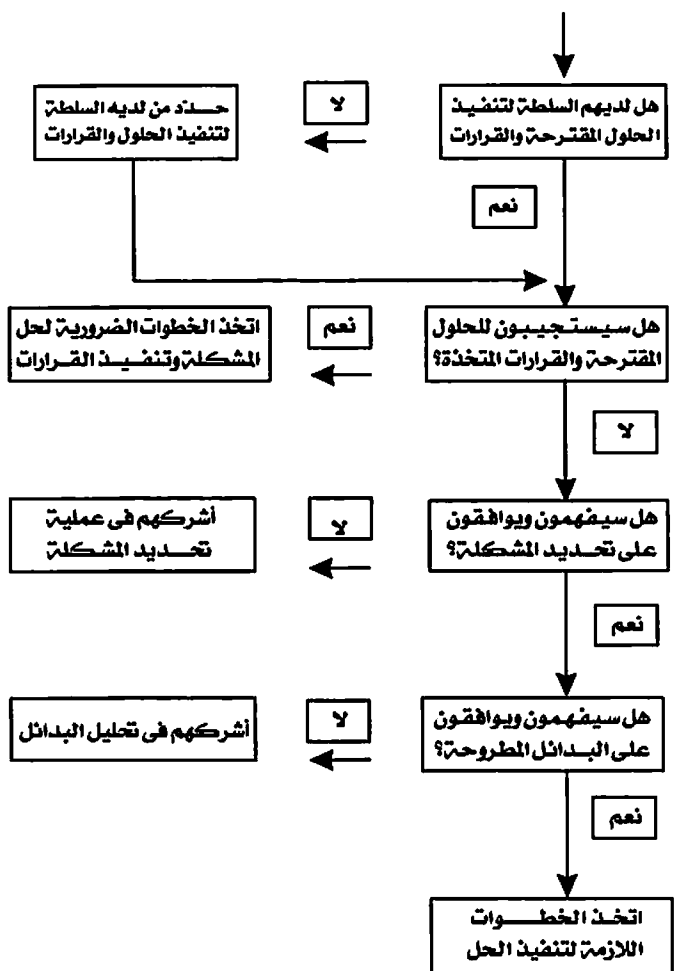 هل لديهم السلطة لتنفيذ
الحلول المقترحة والقرارات
لا
حدد من لديه السلطة
لتنفيذ الحلول والقرارات
نعم
هل سيستجيبون للحلول
المقترحة والقرارات المتخذة؟
نعم
اتخذ الخطوات الضرورية لحل
المشكلة وتنفيذ القرارات
لا
هل سيفهمون ويوافقون
على تحديد المشكلة؟
لا
أشركهم فى عملية
تحديد المشكلة
نعم
هل سيفهمون ويوافقون
على البدائل المطروحة؟
لا
أشركهم فى تحليل البدائل
نعم
اتخذ الخطوات
اللازمة لتنفيذ الحل